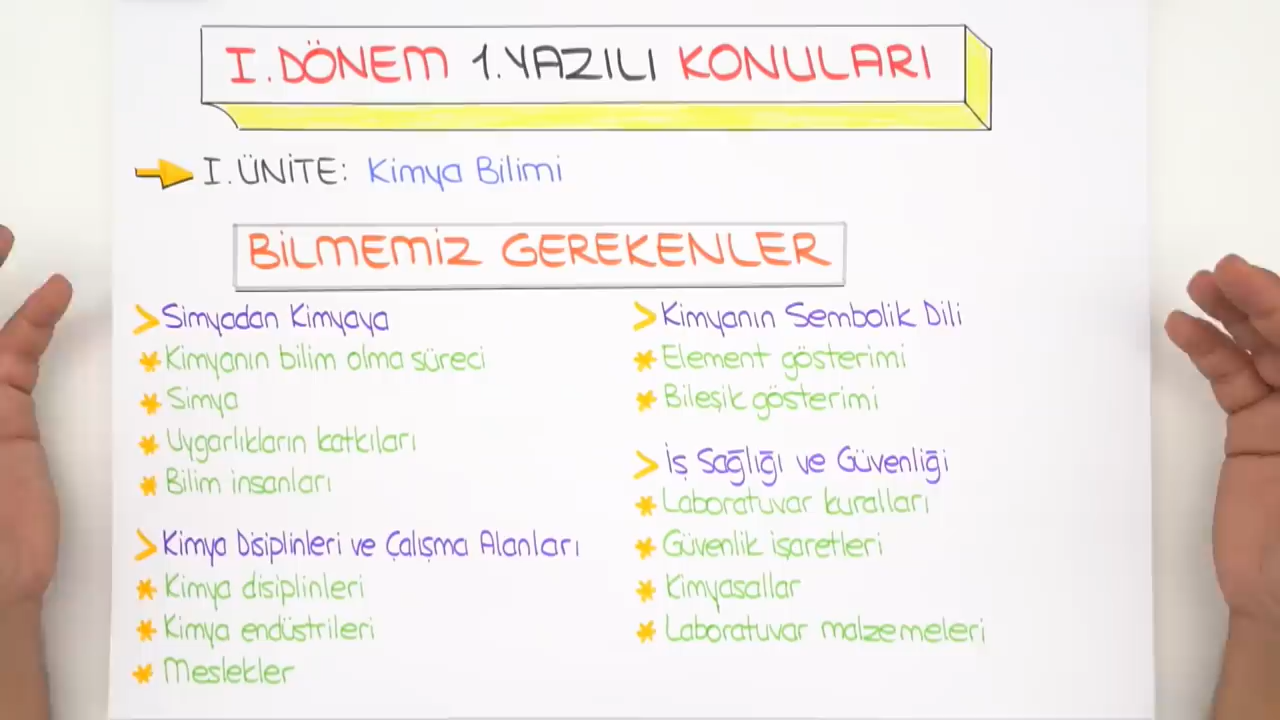 I. DÖNEM 1. YAZILI KONULARI
I. ÜNİTE: Kimya Bilimi
BİLMEMİZ GEREKENLER
> Simyadan Kimyaya
* Kimyanın bilim olma süreci
* Simya
* Uygarlıkların katkıları
* Bilim insanları
> Kimya Disiplinleri ve Çalışma Alanları
* Kimya disiplinleri
* Kimya endüstrileri
* Meslekler
> Kimyanın Sembolik Dili
* Element gösterimi
* Bileşik gösterimi
> İş Sağlığı ve Güvenliği
* Laboratuvar kuralları
* Güvenlik işaretleri
* Kimyasallar
* Laboratuvar malzemeleri